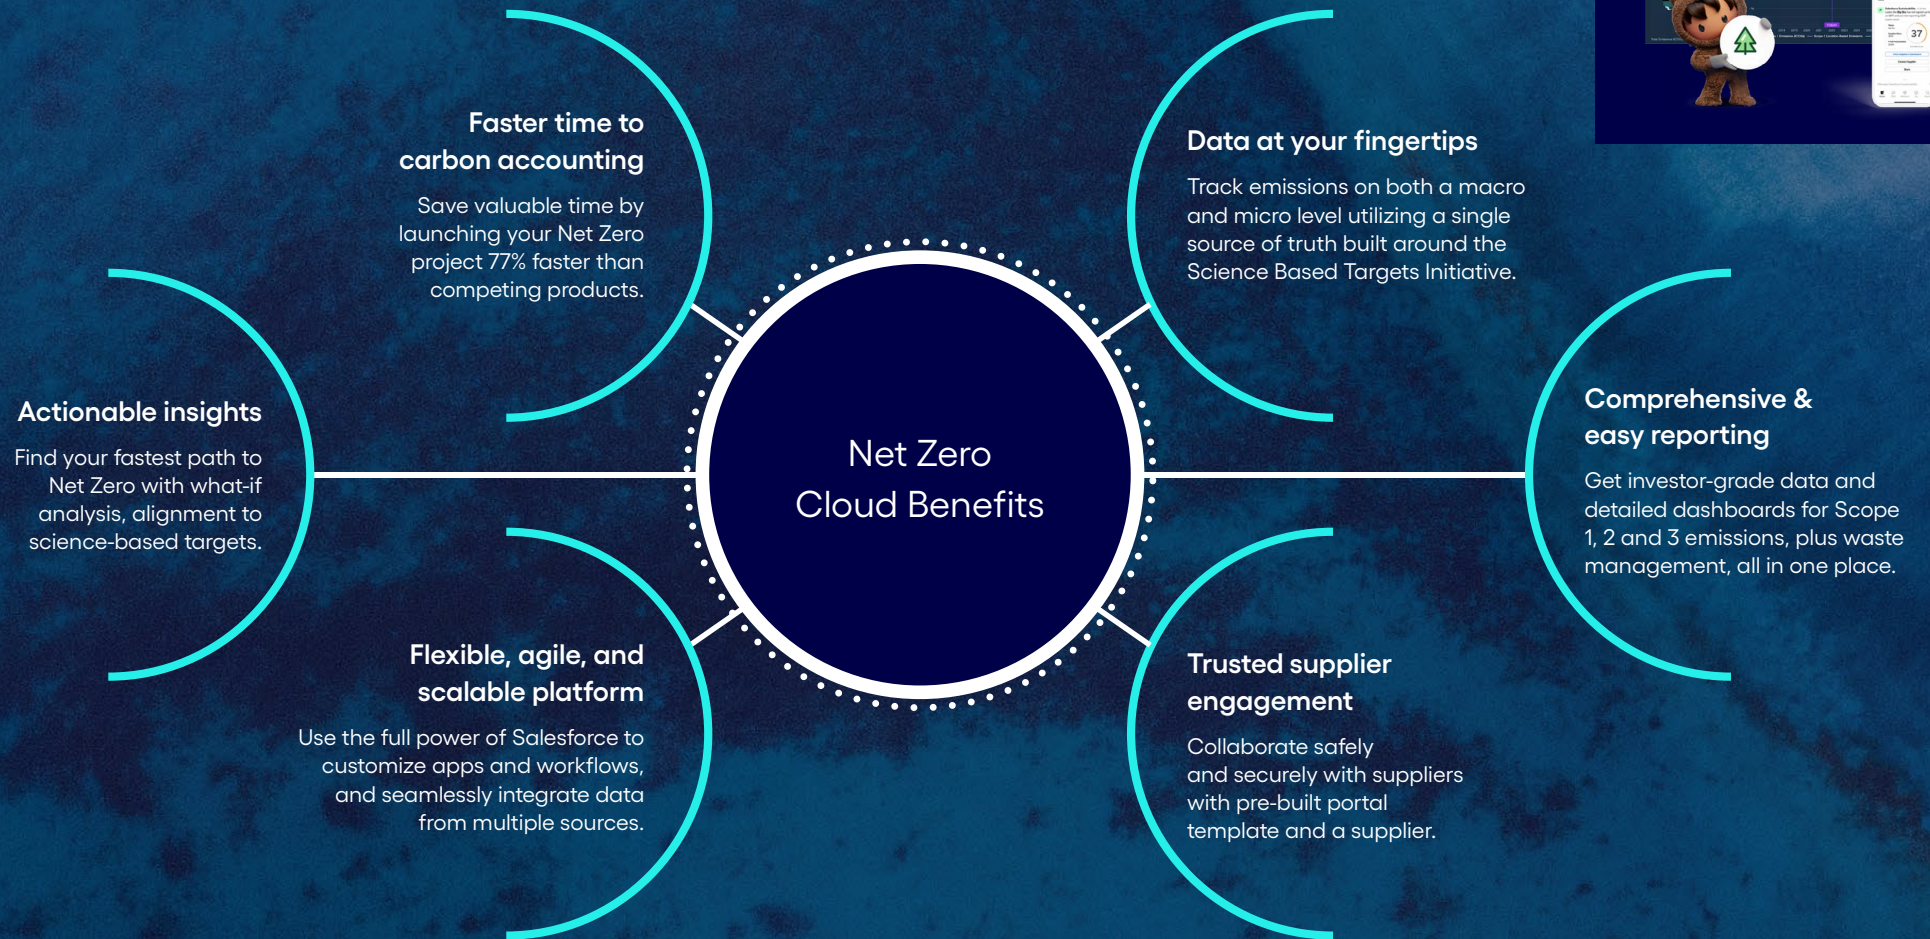 Faster time to
carbon accounting
Save valuable time by
launching your Net Zero
project 77% faster than
competing products.
Data at your fingertips
Track emissions on both a macro
and micro level utilizing a single
source of truth built around the
Science Based Targets Initiative.
37
Actionable insights
Find your fastest path to
Net Zero with what-if
analysis, alignment to
science-based targets.
Net Zero
Cloud Benefits
Comprehensive &
easy reporting
Get investor-grade data and
detailed dashboards for Scope
1, 2 and 3 emissions, plus waste
management, all in one place.
Flexible, agile, and
scalable platform
Use the full power of Salesforce to
customize apps and workflows,
and seamlessly integrate data
from multiple sources.
Trusted supplier
engagement
Collaborate safely
and securely with suppliers
with pre-built portal
template and a supplier.